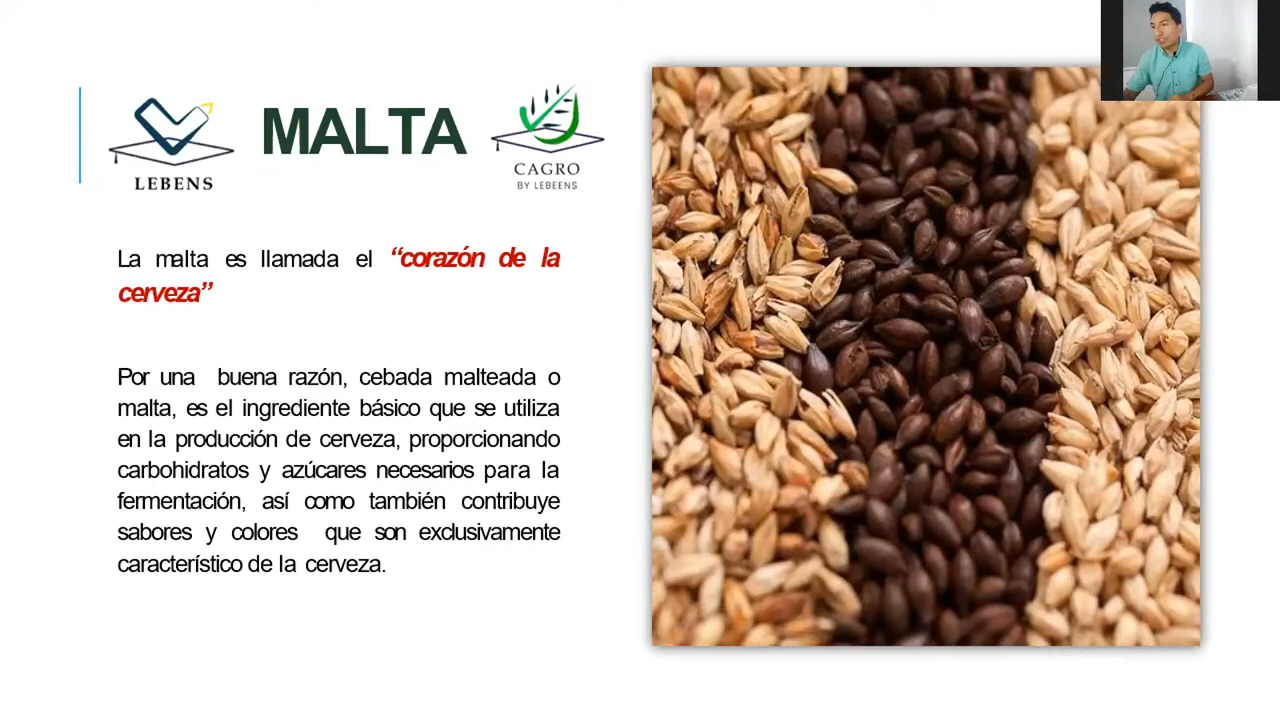 MALTA
LEBENS
CAGRO
BY LEBEENS
La malta es llamada el “corazón de la
cerveza”
Por una buena razón, cebada malteada o
malta, es el ingrediente básico que se utiliza
en la producción de cerveza, proporcionando
carbohidratos y azúcares necesarios para la
fermentación, así como también contribuye
sabores y colores que son exclusivamente
característico de la cerveza.